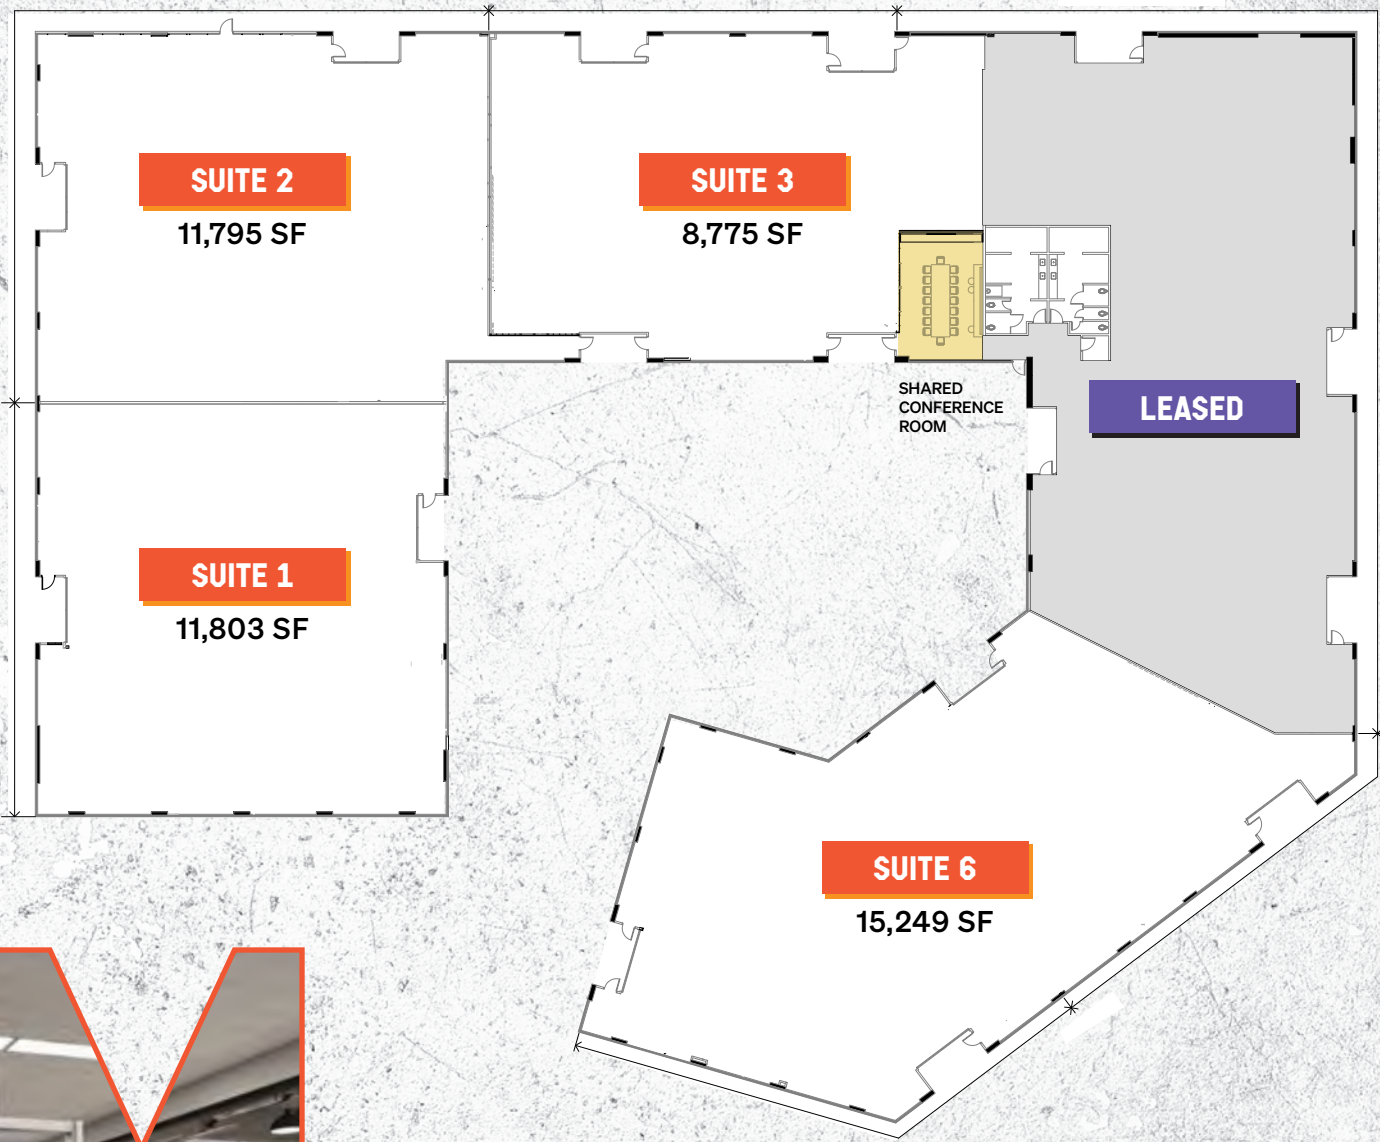 SUITE 2
11,795 SF
SUITE 3
8,775 SF
SHARED
CONFERENCE
ROOM
LEASED
SUITE 1
11,803 SF
SUITE 6
15,249 SF